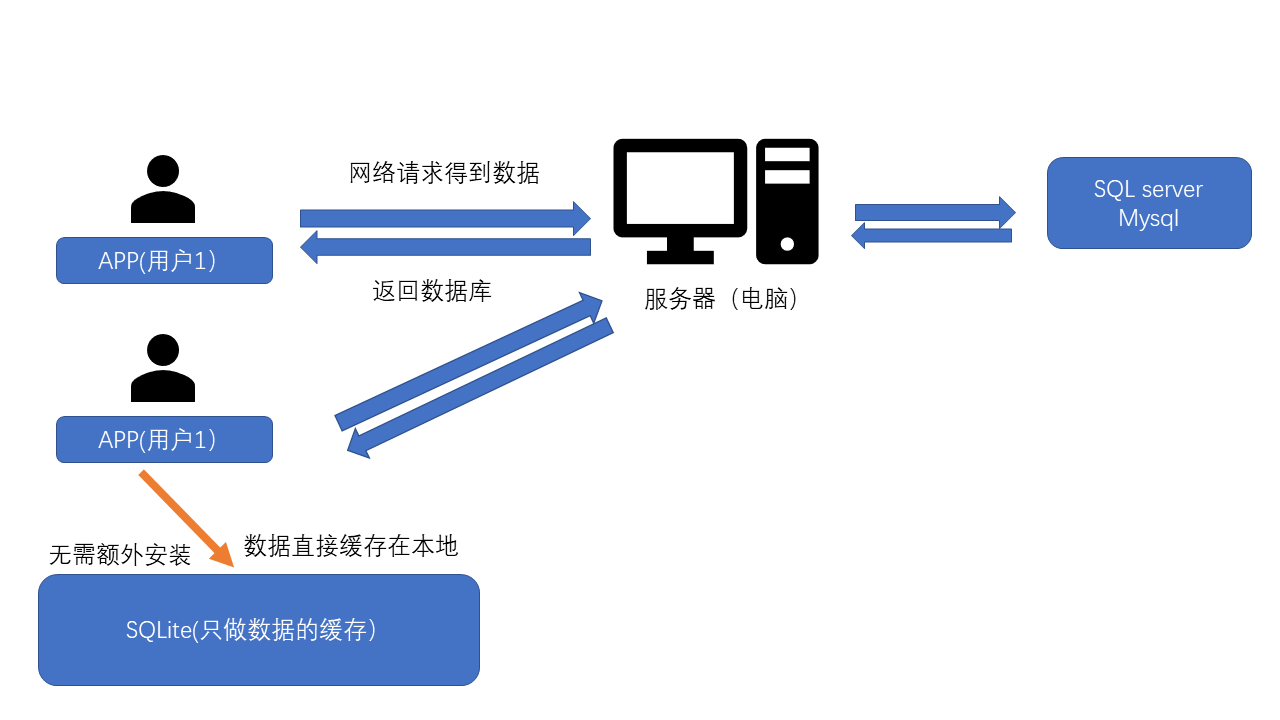 网络请求得到数据
APP(用户1）
返回数据库
服务器（电脑）
SQL server
Mysql
APP(用户1）
无需额外安装
数据直接缓存在本地
SQLite(只做数据的缓存）